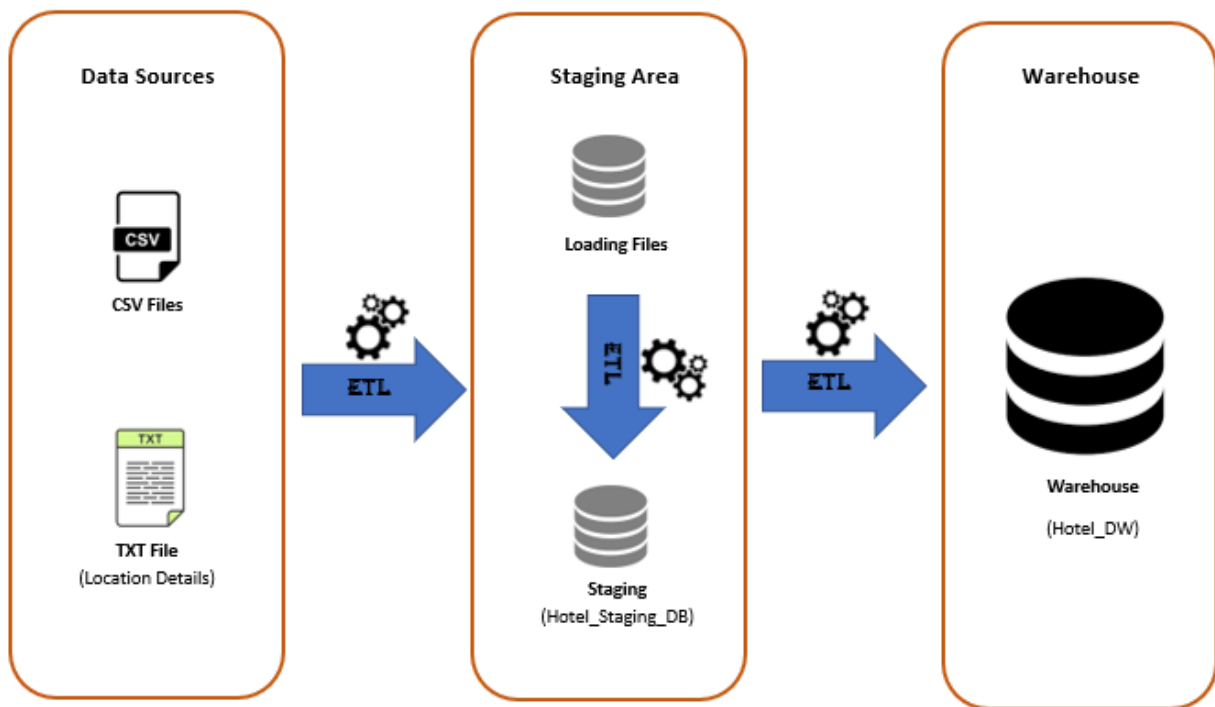 Data Sources
CSV
CSV Files
TXT
TXT File
(Location Details)
ETL
Staging Area
Loading Files
ETL
Staging
(Hotel_Staging_DB)
ETL
Warehouse
Warehouse
(Hotel_DW)